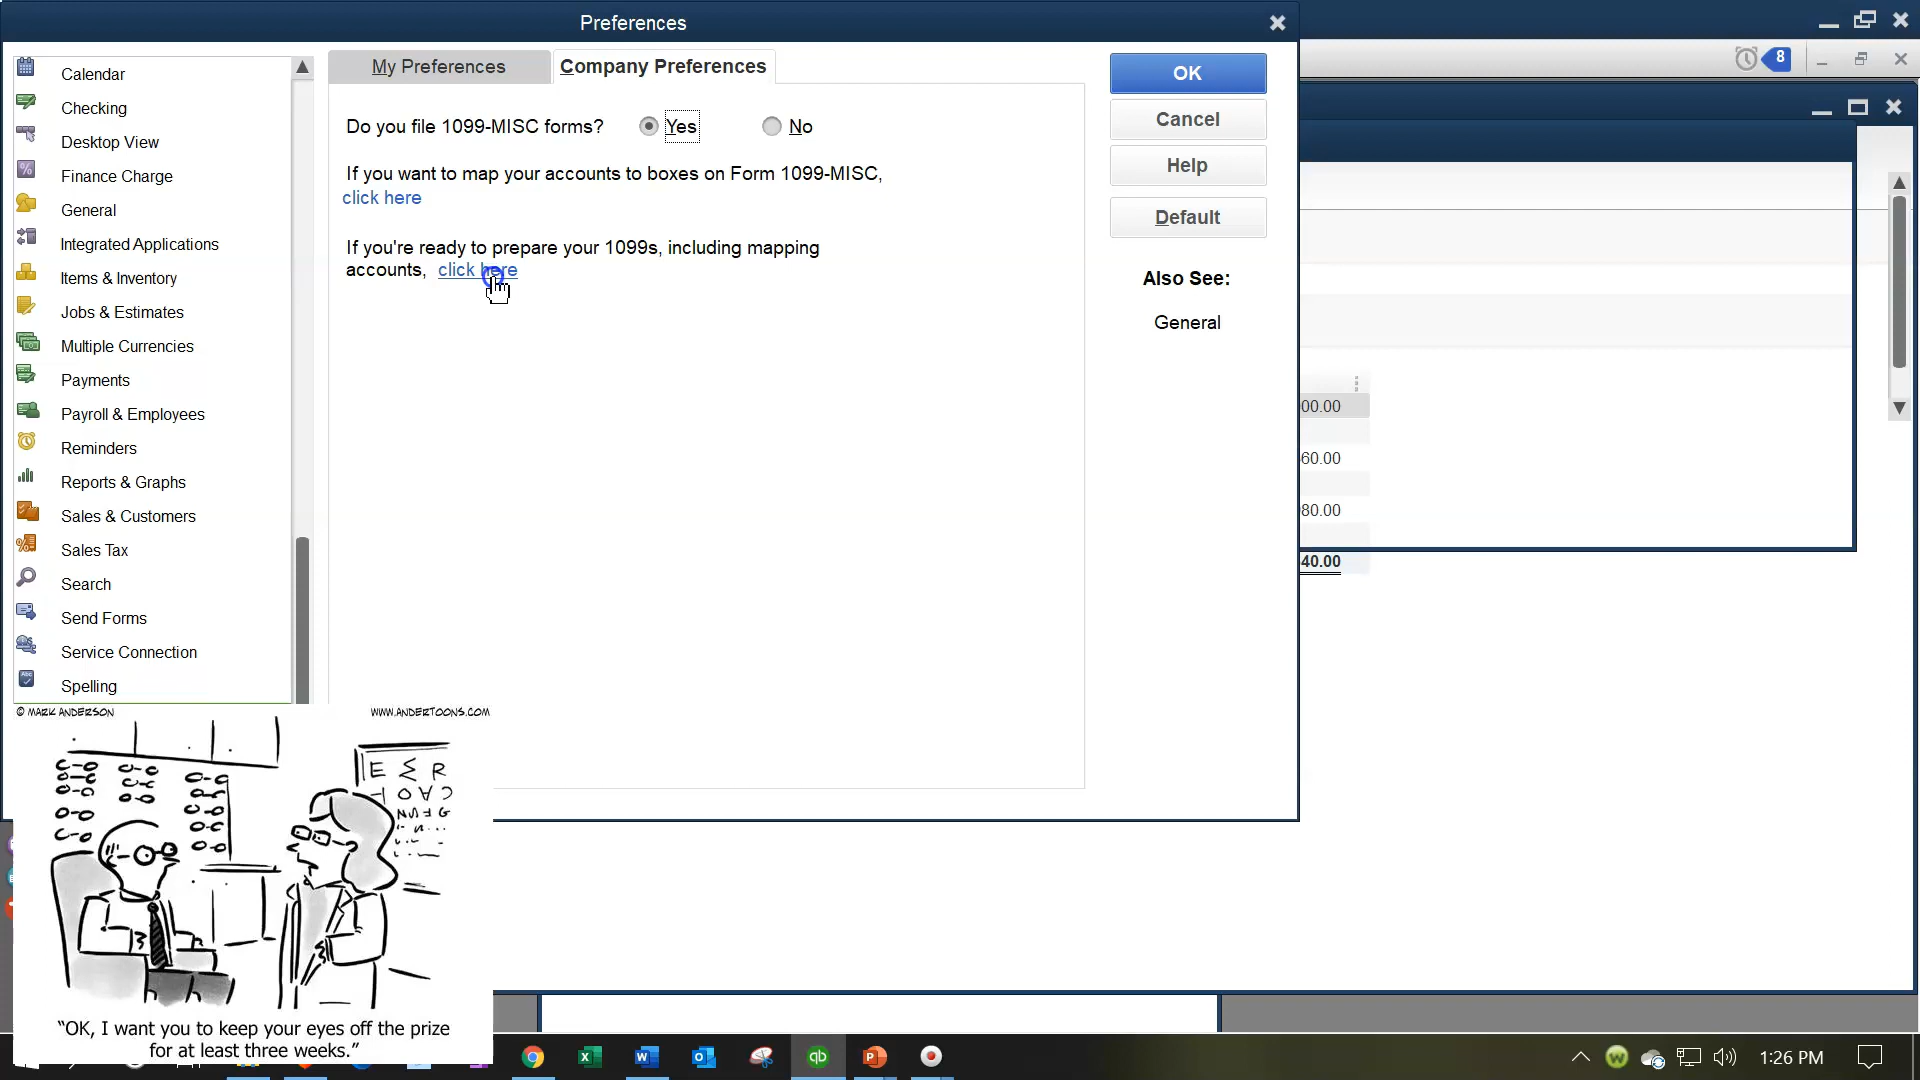 Preferences
Calendar
Checking
Desktop View
Finance Charge
General
Integrated Applications
Items & Inventory
Jobs & Estimates
Multiple Currencies
Payments
Payroll & Employees
Reminders
Reports & Graphs
Sales & Customers
Sales Tax
Search
Send Forms
Service Connection
Spelling
My Preferences
Company Preferences
Do you file 1099-MISC forms? Yes No
If you want to map your accounts to boxes on Form 1099-MISC,
click here
If you're ready to prepare your 1099s, including mapping
accounts, click here
OK
Cancel
Help
Default
Also See:
General
8
00.00
60.00
80.00
40.00
© MARK ANDERSON WWW.ANDERTOONS.COM
“OK, I want you to keep your eyes off the prize
for at least three weeks.”
1:26 PM